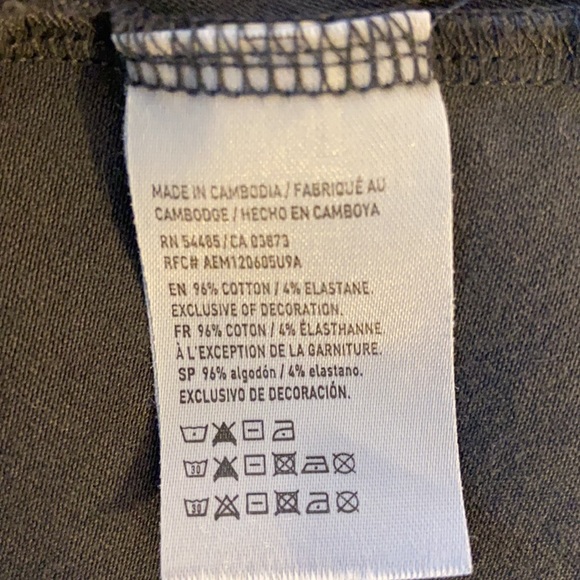 MADE IN CAMBODIA / FABRIQUÉ AU
CAMBODGE / HECHO EN CAMBOYA
RN 54485 / CA 03873
RFC# AEM120605U9A
EN 96% COTTON / 4% ELASTANE.
EXCLUSIVE OF DECORATION.
FR 96% COTON / 4% ÉLASTHANNE.
À L'EXCEPTION DE LA GARNITURE.
SP 96% algodón / 4% elastano.
EXCLUSIVO DE DECORACIÓN.
30
30